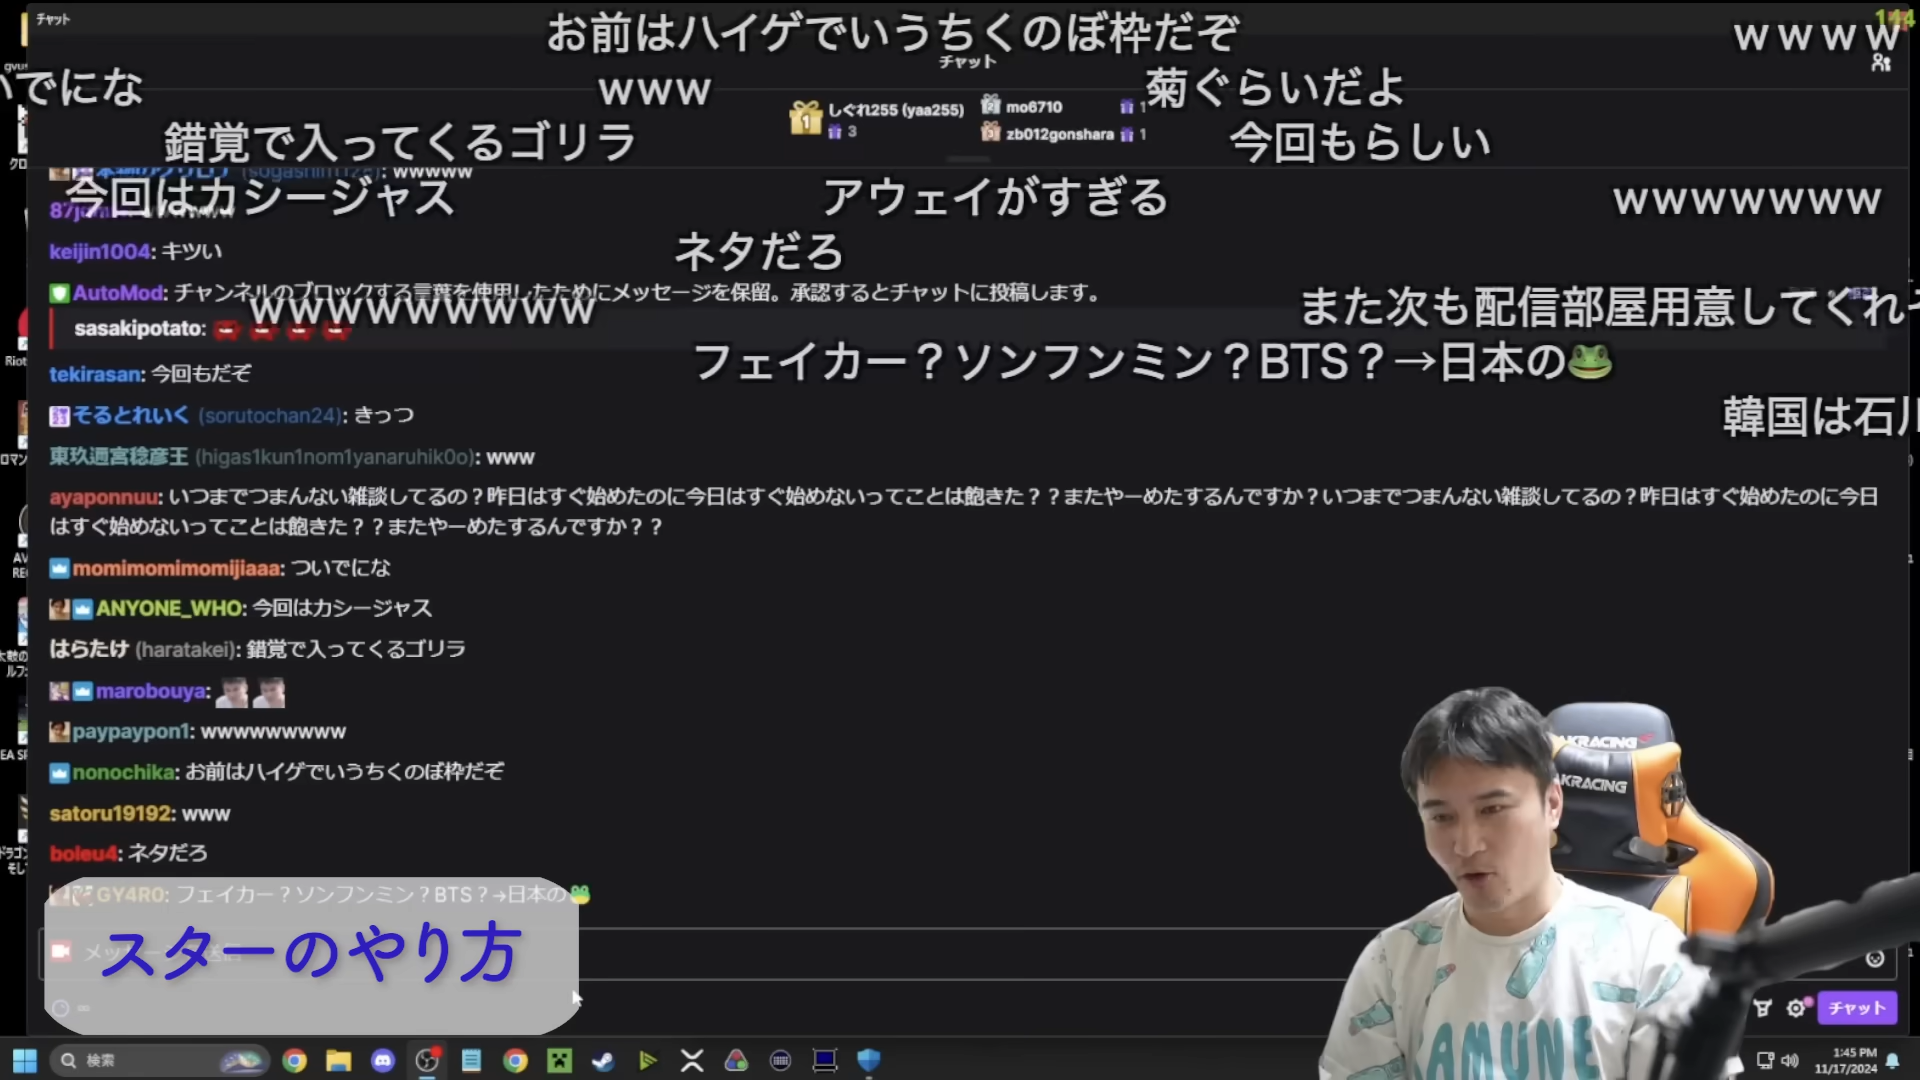 チャット
144
お前はハイゲでいうちくのぼ枠だぞ
wwww
チャット
いでにな
www
菊ぐらいだよ
1 しぐれ255 (yaa255)
3
2 mo6710 1
3 zb012gonshara 1
錯覚で入ってくるゴリラ
今回もらしい
(sogashin1128): wwwww
今回はカシージャス
アウェイがすぎる
wwwwwww
keijin1004: キツい
ネタだろ
AutoMod: チャンネルのブロックする言葉を使用したためにメッセージを保留。承認するとチャットに投稿します。
wwwwwwwww
また次も配信部屋用意してくれ
sasakipotato:
フェイカー？ソンフンミン？BTS？→日本の🐸
tekirasan: 今回もだぞ
韓国は石川
そるとれいく (sorutochan24): きっつ
東玖邇宮稔彦王 (higas1kun1nom1yanaruhik0o): www
ayaponnuu: いつまでつまんない雑談してるの？昨日はすぐ始めたのに今日はすぐ始めないってことは飽きた？？またやーめたするんですか？いつまでつまんない雑談してるの？昨日はすぐ始めたのに今日
はすぐ始めないってことは飽きた？？またやーめたするんですか？？
momimomimomijiaaa: ついでにな
ANYONE_WHO: 今回はカシージャス
はらたけ (haratakei): 錯覚で入ってくるゴリラ
marobouya:
paypaypon1: wwwwwwwww
nonochika: お前はハイゲでいうちくのぼ枠だぞ
satoru19192: www
boleu4: ネタだろ
GY4R0: フェイカー？ソンフンミン？BTS？→日本の🐸
スターのやり方
AKRACING
AKRACING
RAMUNE
チャット
検索
1:45 PM
11/17/2024